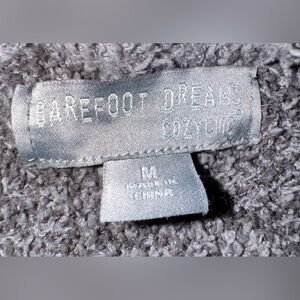 BAREFOOT DREAMS
COZYCHIC
M
MADE IN
CHINA